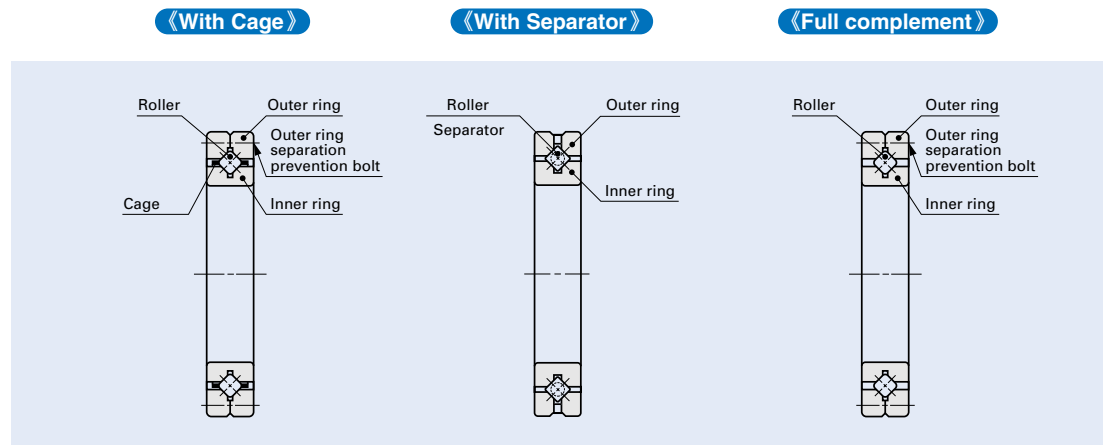 《With Cage》
《With Separator》
《Full complement》
Roller
Outer ring
Outer ring
separation
prevention bolt
Cage
Inner ring
Roller
Separator
Outer ring
Inner ring
Roller
Outer ring
Outer ring
separation
prevention bolt
Inner ring